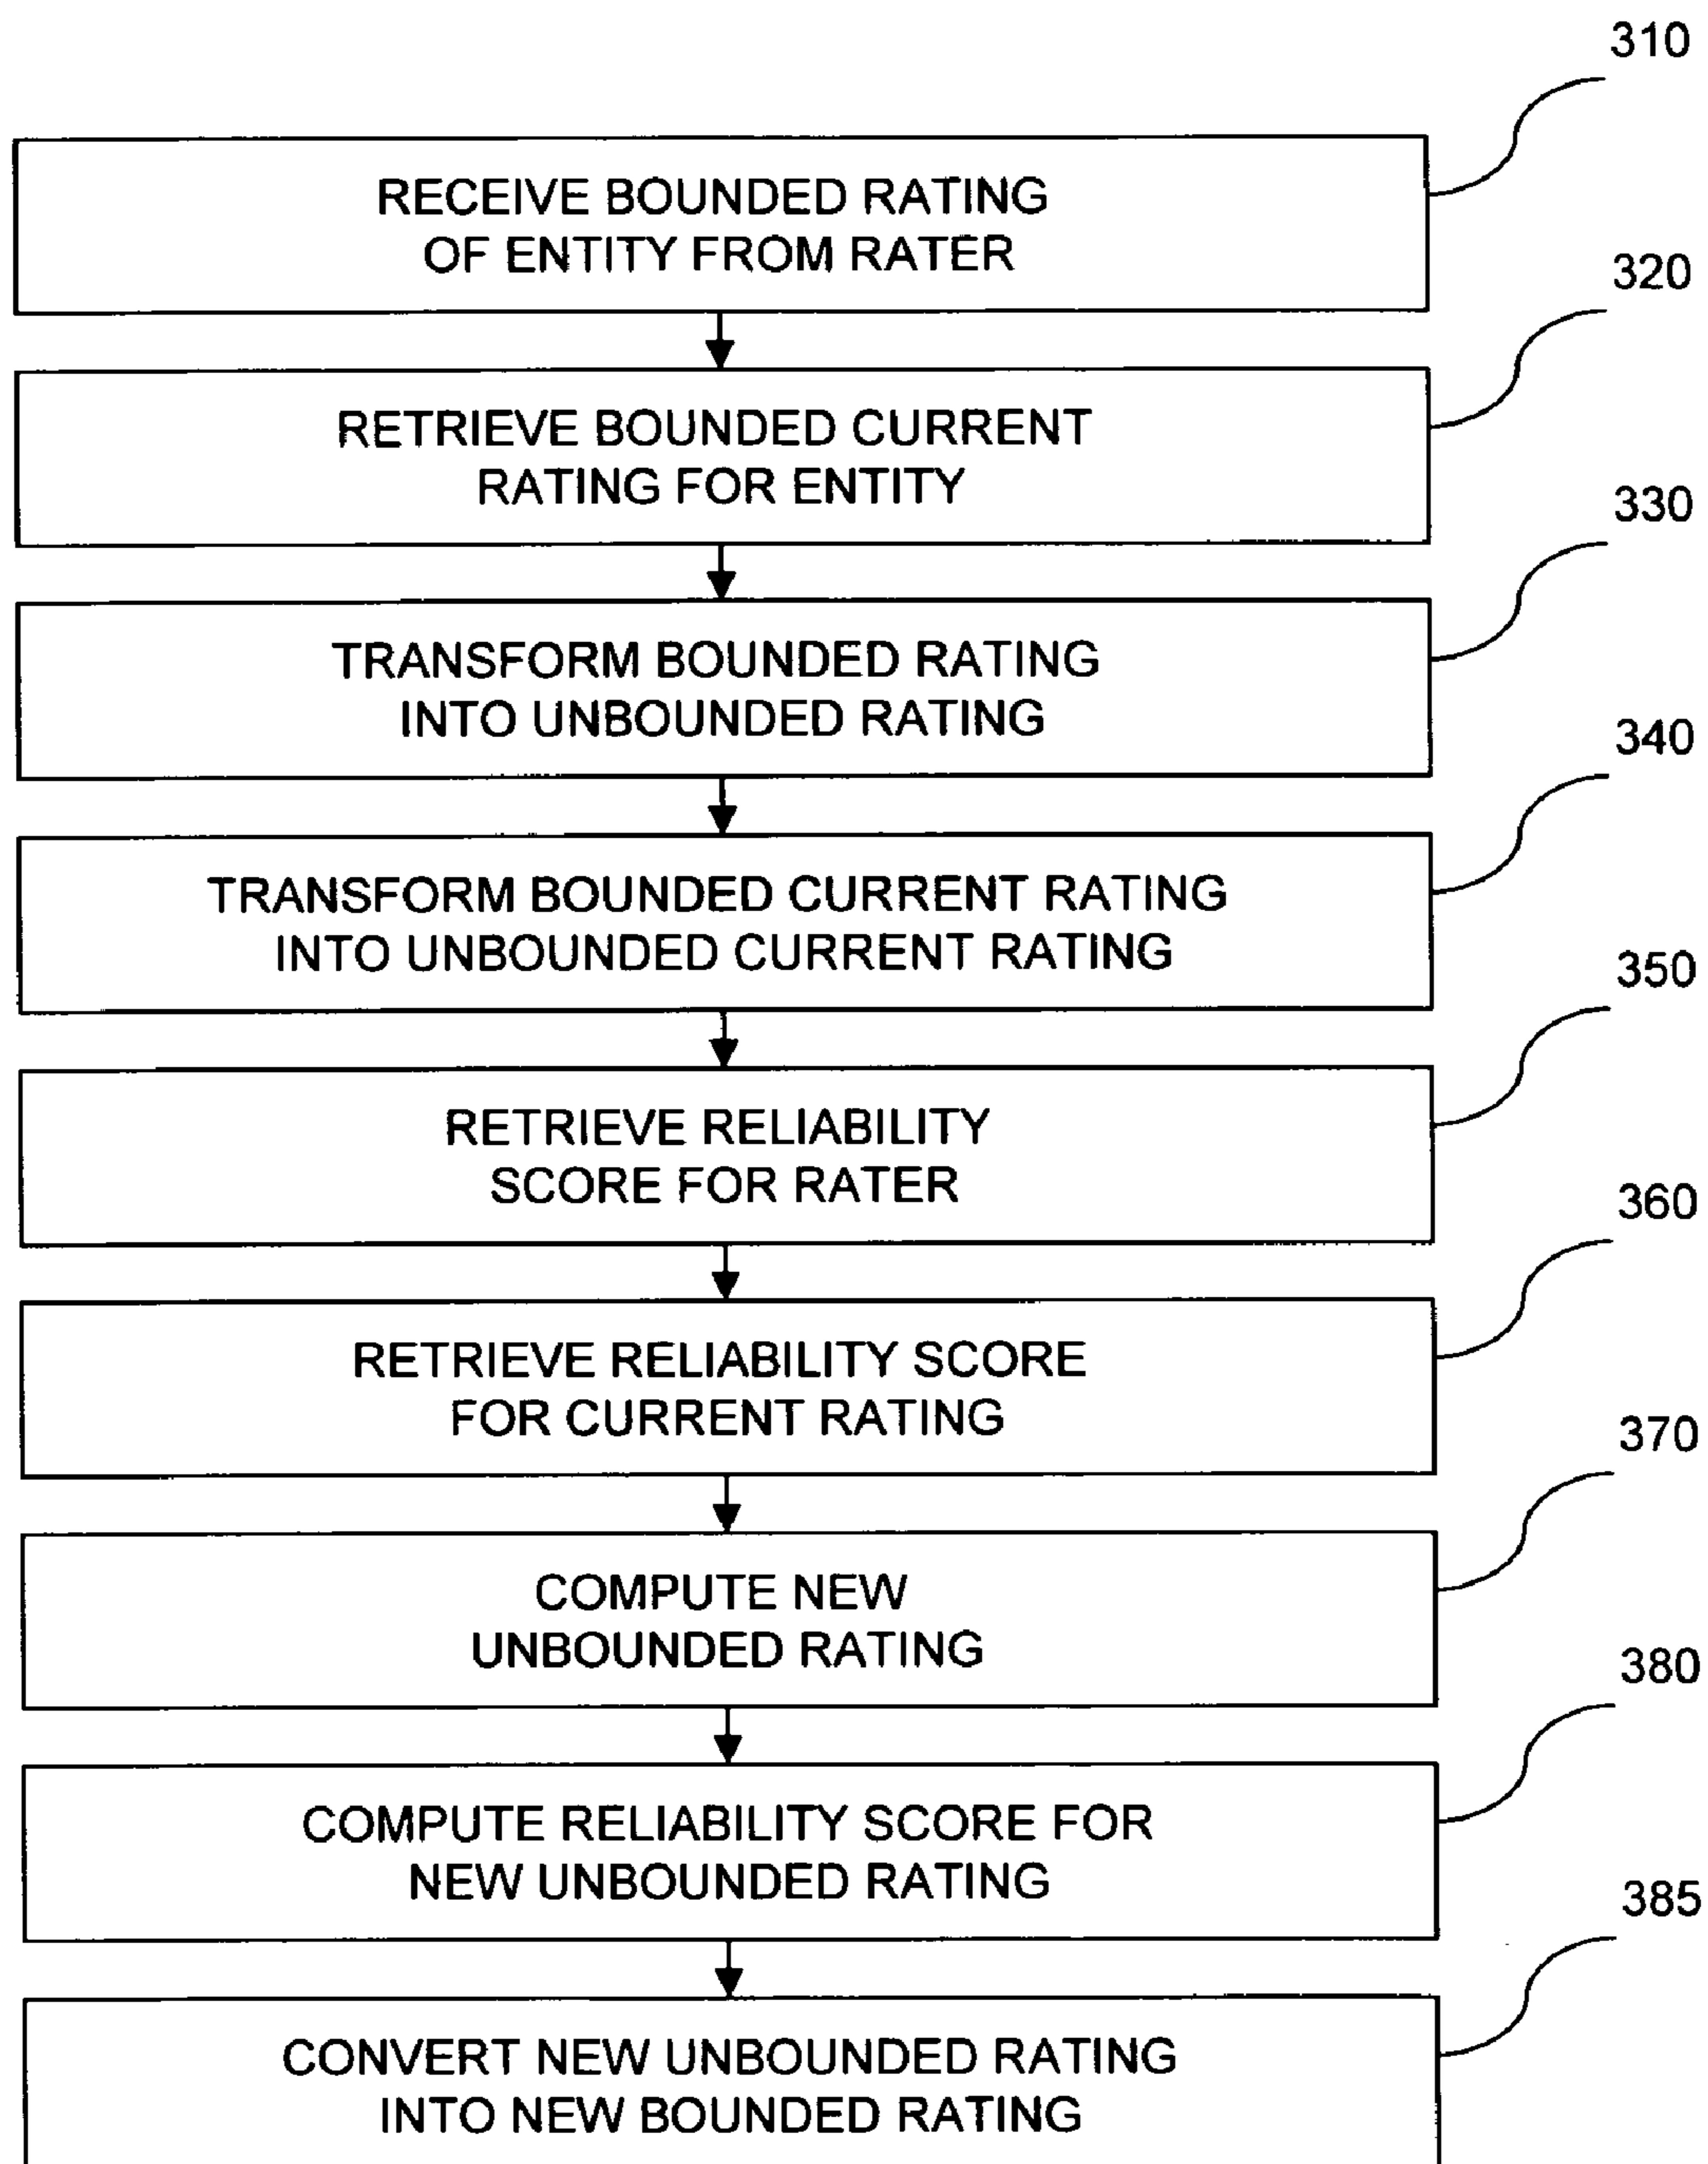 310
RECEIVE BOUNDED RATING
OF ENTITY FROM RATER
320
RETRIEVE BOUNDED CURRENT
RATING FOR ENTITY
330
TRANSFORM BOUNDED RATING
INTO UNBOUNDED RATING
340
TRANSFORM BOUNDED CURRENT RATING
INTO UNBOUNDED CURRENT RATING
350
RETRIEVE RELIABILITY
SCORE FOR RATER
360
RETRIEVE RELIABILITY SCORE
FOR CURRENT RATING
370
COMPUTE NEW
UNBOUNDED RATING
380
COMPUTE RELIABILITY SCORE FOR
NEW UNBOUNDED RATING
385
CONVERT NEW UNBOUNDED RATING
INTO NEW BOUNDED RATING